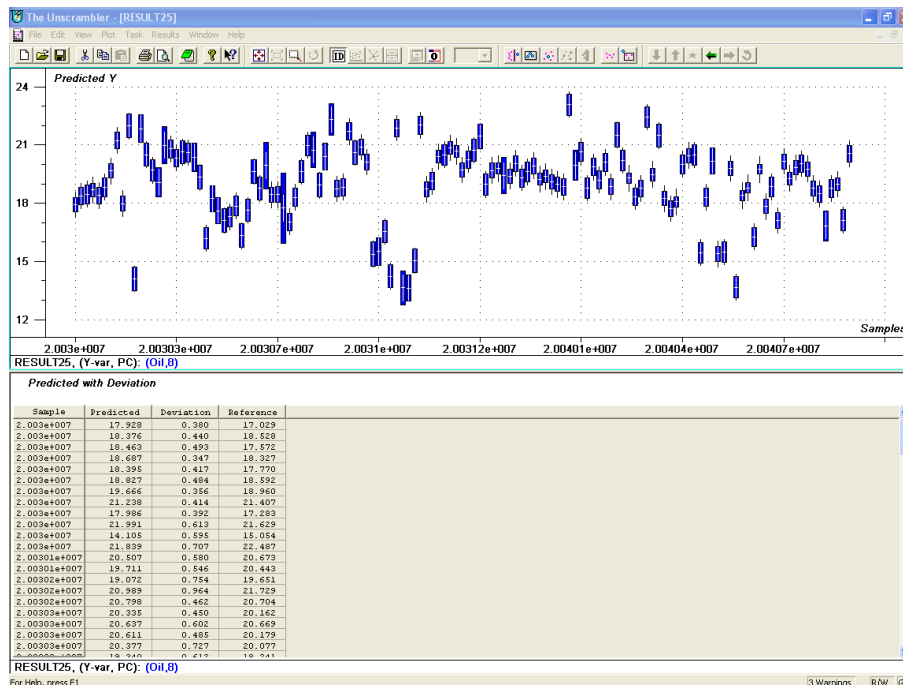 The Unscrambler - [RESULT25]
File Edit View Plot Task Results Window Help
Predicted Y
24
21
18
15
12
Samples
2.003e+007 2.00303e+007 2.00307e+007 2.0031e+007 2.00312e+007 2.00401e+007 2.00404e+007 2.00407e+007
RESULT25, (Y-var, PC): (Oil,8)
Predicted with Deviation
Sample Predicted Deviation Reference
2.003e+007 17.928 0.380 17.029
2.003e+007 18.376 0.440 18.528
2.003e+007 18.463 0.493 17.572
2.003e+007 18.687 0.347 18.327
2.003e+007 18.395 0.417 17.770
2.003e+007 18.827 0.484 18.592
2.003e+007 19.666 0.356 18.960
2.003e+007 21.238 0.414 21.407
2.003e+007 17.986 0.392 17.283
2.003e+007 21.991 0.613 21.629
2.003e+007 14.105 0.595 15.054
2.003e+007 21.839 0.707 22.487
2.00301e+007 20.507 0.580 20.673
2.00301e+007 19.711 0.546 20.443
2.00302e+007 19.072 0.754 19.651
2.00302e+007 20.989 0.964 21.729
2.00302e+007 20.798 0.462 20.704
2.00303e+007 20.335 0.450 20.162
2.00303e+007 20.637 0.602 20.669
2.00303e+007 20.611 0.485 20.179
2.00303e+007 20.377 0.727 20.077
RESULT25, (Y-var, PC): (Oil,8)
For Help, press F1
3 Warnings R/W